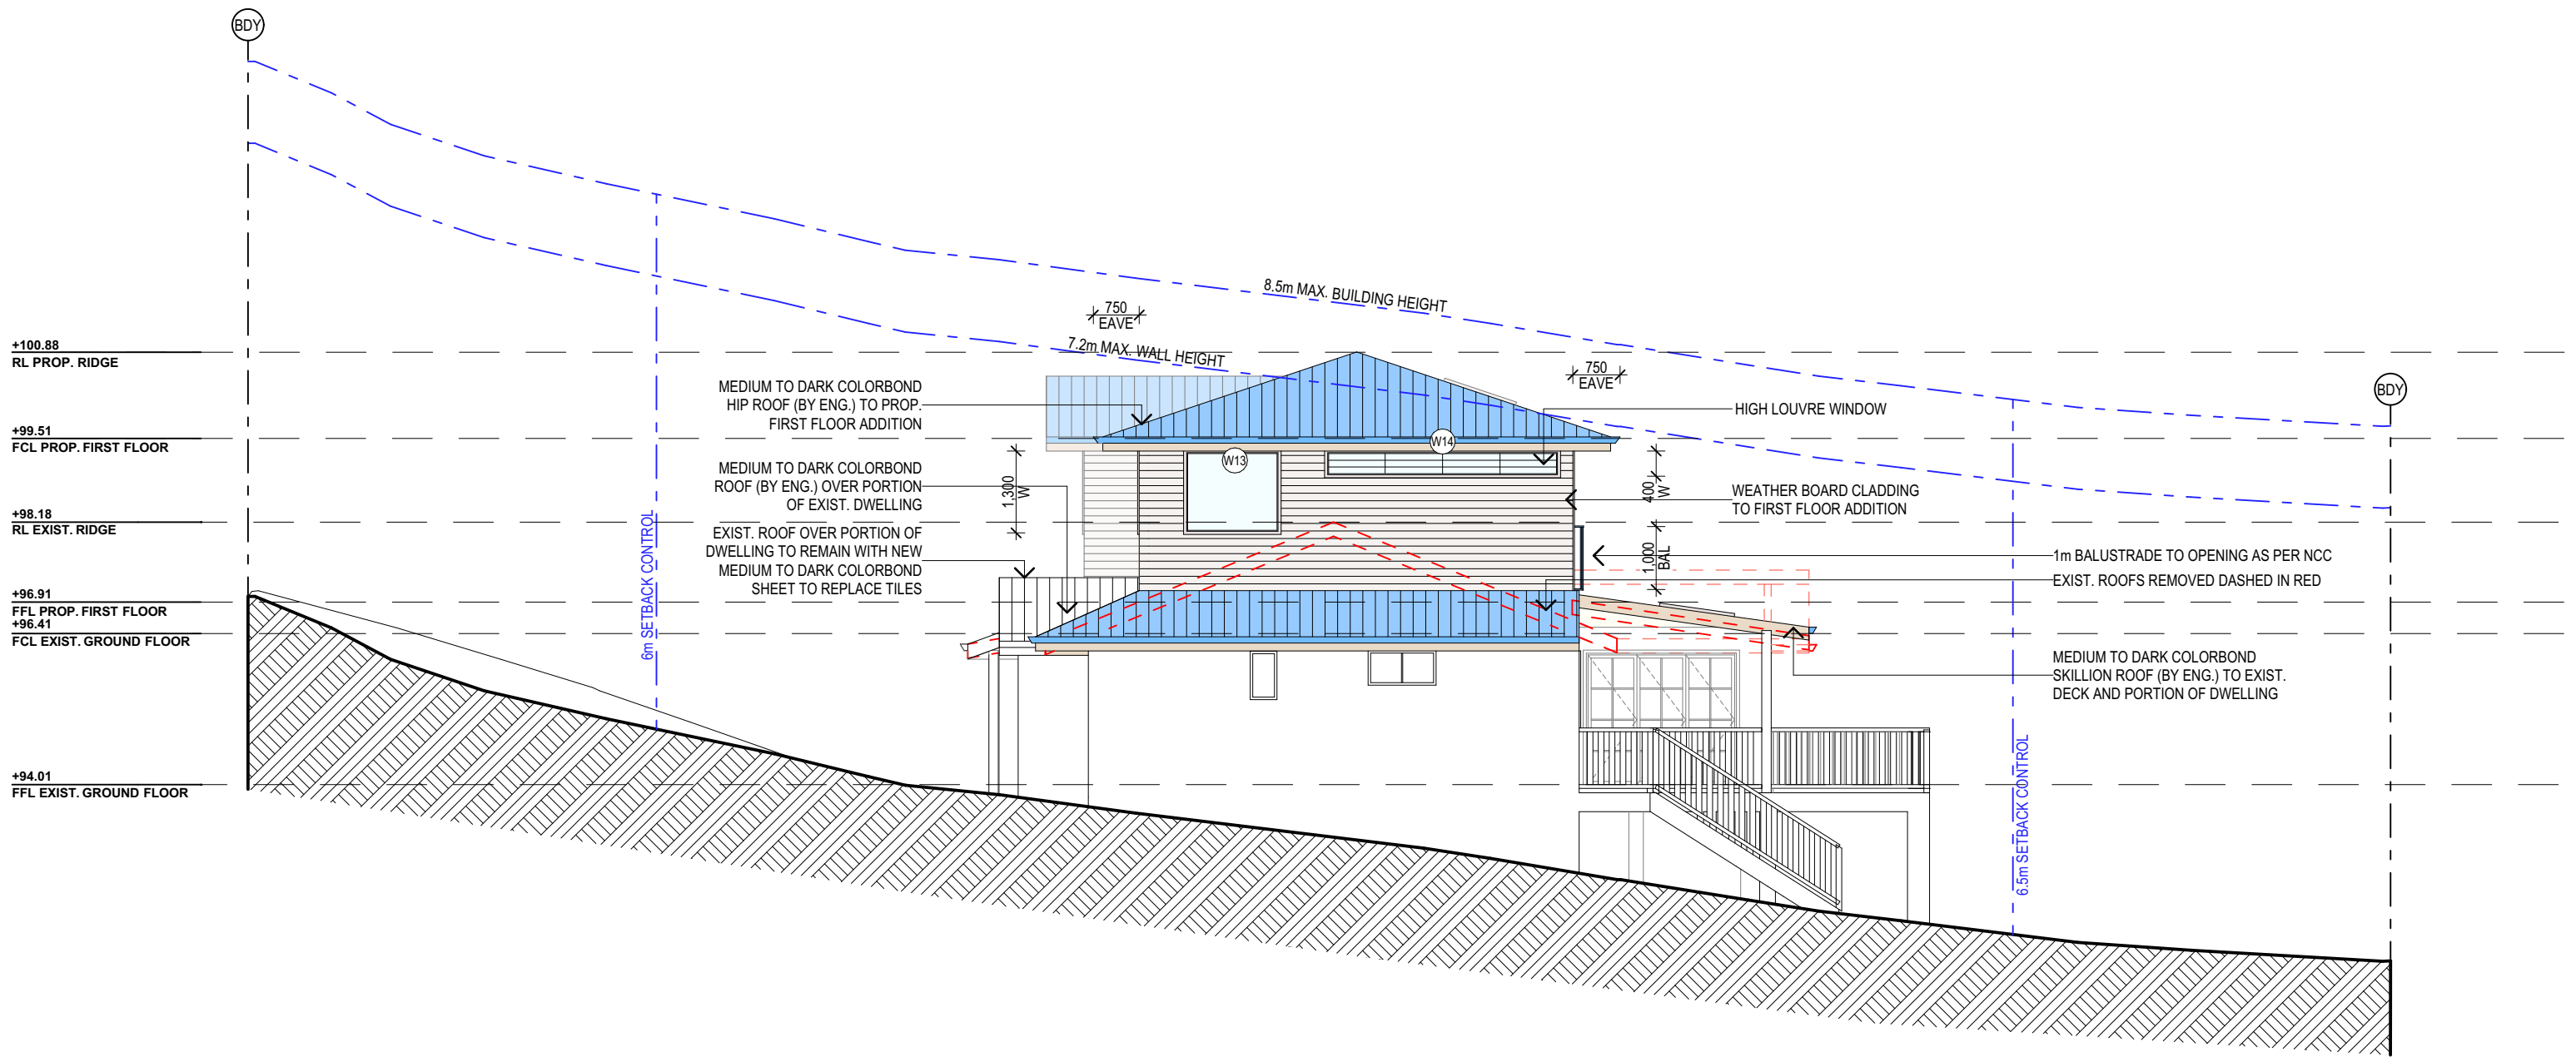 BDY
8.5m MAX. BUILDING HEIGHT
750
EAVE
7.2m MAX. WALL HEIGHT
750
EAVE
BDY
+100.88
RL PROP. RIDGE
+99.51
FCL PROP. FIRST FLOOR
+98.18
RL EXIST. RIDGE
+96.91
FFL PROP. FIRST FLOOR
+96.41
FCL EXIST. GROUND FLOOR
+94.01
FFL EXIST. GROUND FLOOR
6m SETBACK CONTROL
MEDIUM TO DARK COLORBOND
HIP ROOF (BY ENG.) TO PROP.
FIRST FLOOR ADDITION
MEDIUM TO DARK COLORBOND
ROOF (BY ENG.) OVER PORTION
OF EXIST. DWELLING
EXIST. ROOF OVER PORTION OF
DWELLING TO REMAIN WITH NEW
MEDIUM TO DARK COLORBOND
SHEET TO REPLACE TILES
1,300
W
W13
W14
400
W
1,000
BAL
HIGH LOUVRE WINDOW
WEATHER BOARD CLADDING
TO FIRST FLOOR ADDITION
1m BALUSTRADE TO OPENING AS PER NCC
EXIST. ROOFS REMOVED DASHED IN RED
MEDIUM TO DARK COLORBOND
SKILLION ROOF (BY ENG.) TO EXIST.
DECK AND PORTION OF DWELLING
6.5m SETBACK CONTROL